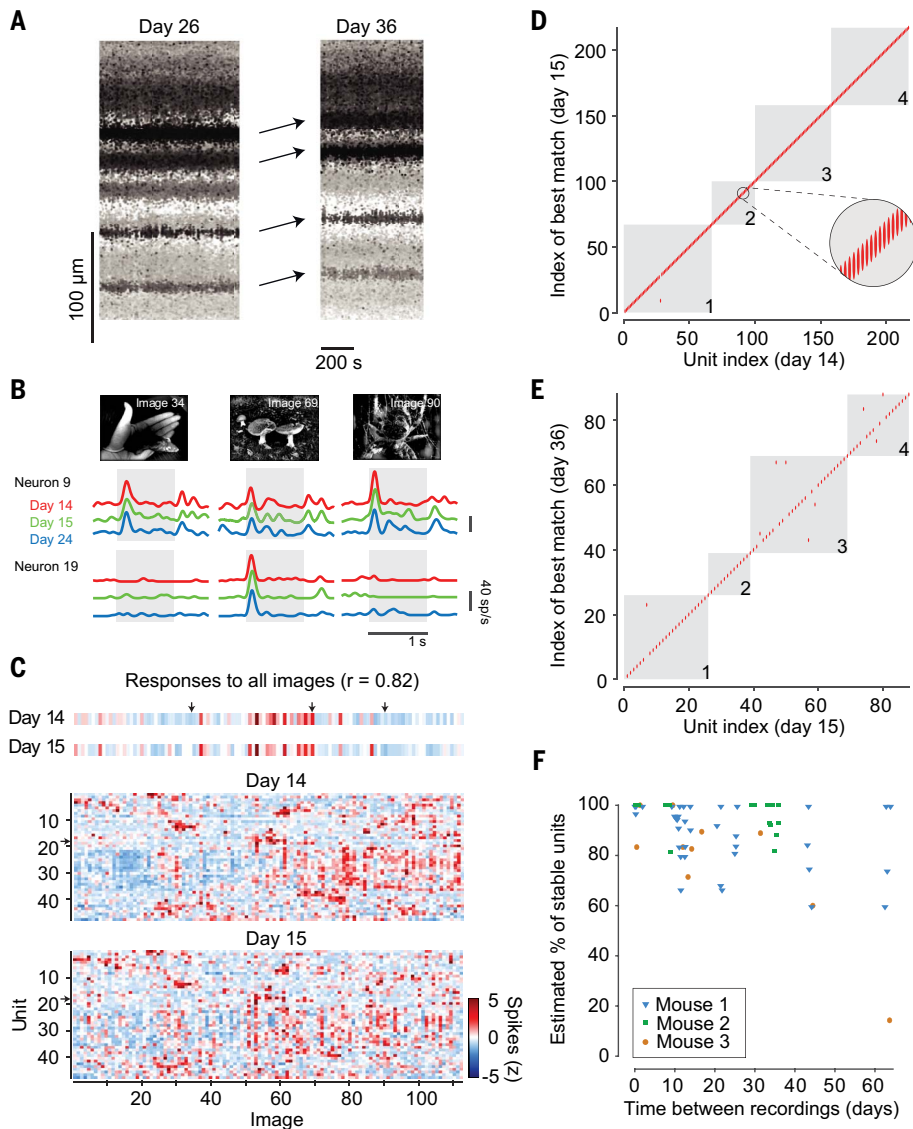 A
Day 26
Day 36
100 µm
200 s
B
Image 34
Image 69
Image 90
Neuron 9
Day 14
Day 15
Day 24
Neuron 19
40 sp/s
1 s
C
Responses to all images (r = 0.82)
Day 14
Day 15
Day 14
10
20
30
40
Day 15
10
20
30
40
Unit
20
40
60
80
100
Image
5
0
-5
Spikes (z)
D
200
150
100
50
0
Index of best match (day 15)
1
2
3
4
0
50
100
150
200
Unit index (day 14)
E
80
60
40
20
0
Index of best match (day 36)
1
2
3
4
0
20
40
60
80
Unit index (day 15)
F
100
80
60
40
20
0
Estimated % of stable units
Mouse 1
Mouse 2
Mouse 3
0
10
20
30
40
50
60
Time between recordings (days)